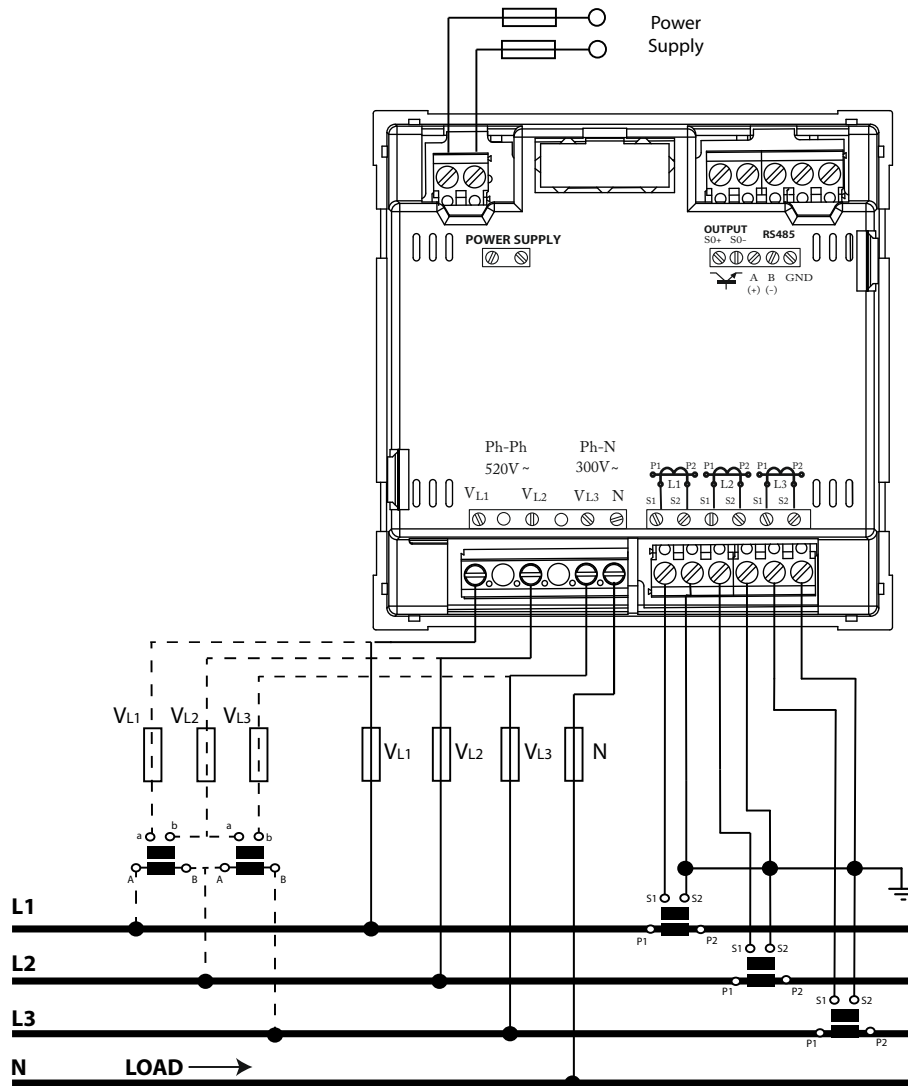 Power
Supply
POWER SUPPLY
OUTPUT RS485
S0+ S0-
A B GND
(+) (-)
Ph-Ph Ph-N
520V ~ 300V ~
P1 P2 P1 P2 P1 P2
L1 L2 L3
VL1 VL2 VL3 N
S1 S2 S1 S2 S1 S2
VL1 VL2 VL3 VL1 VL2 VL3 N
a b a b
A B A B
S1 S2
L1
P1 P2
S1 S2
L2
P1 P2
S1 S2
L3
P1 P2
N LOAD